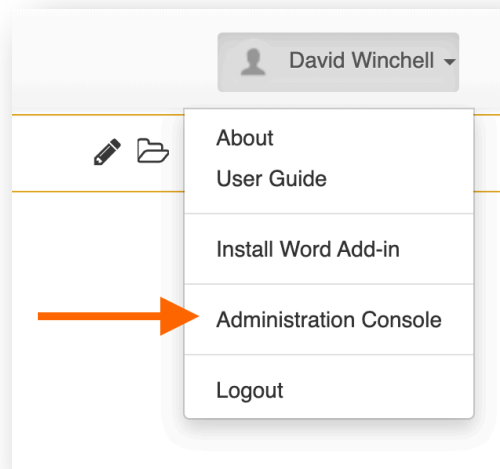 David Winchell
About
User Guide
Install Word Add-in
Administration Console
Logout